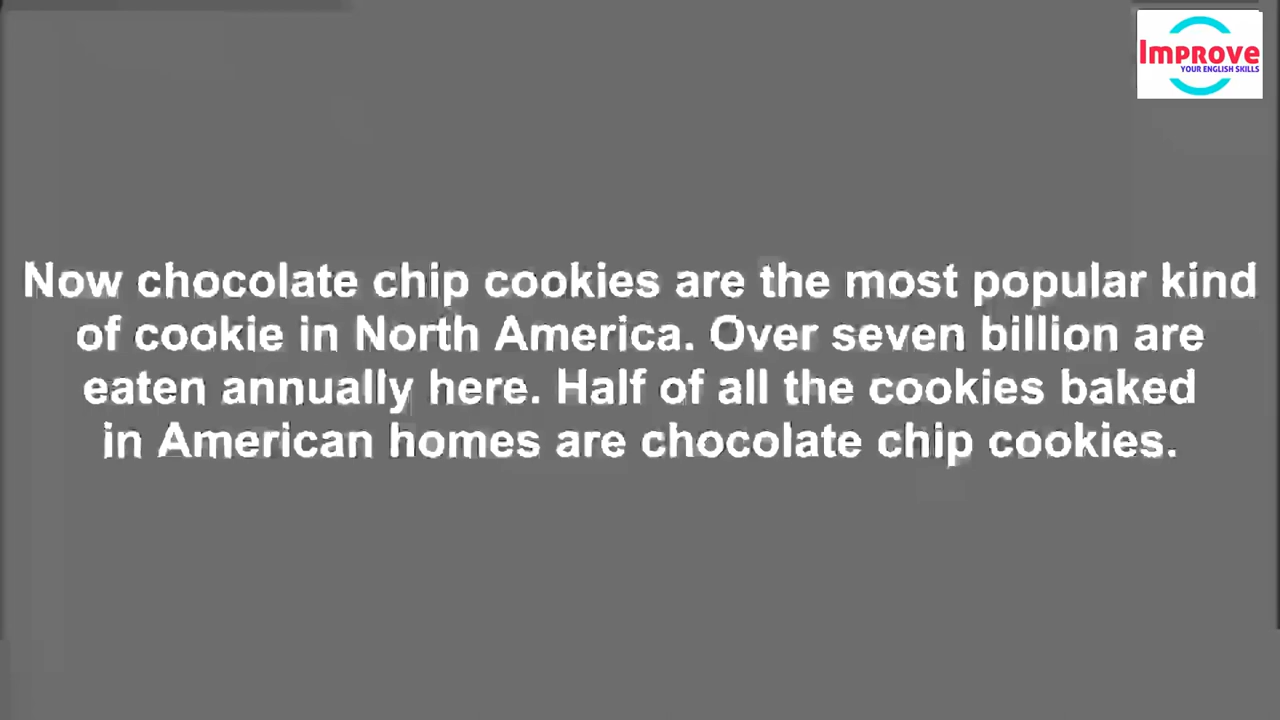 Improve
YOUR ENGLISH SKILLS
Now chocolate chip cookies are the most popular kind
of cookie in North America. Over seven billion are
eaten annually here. Half of all the cookies baked
in American homes are chocolate chip cookies.